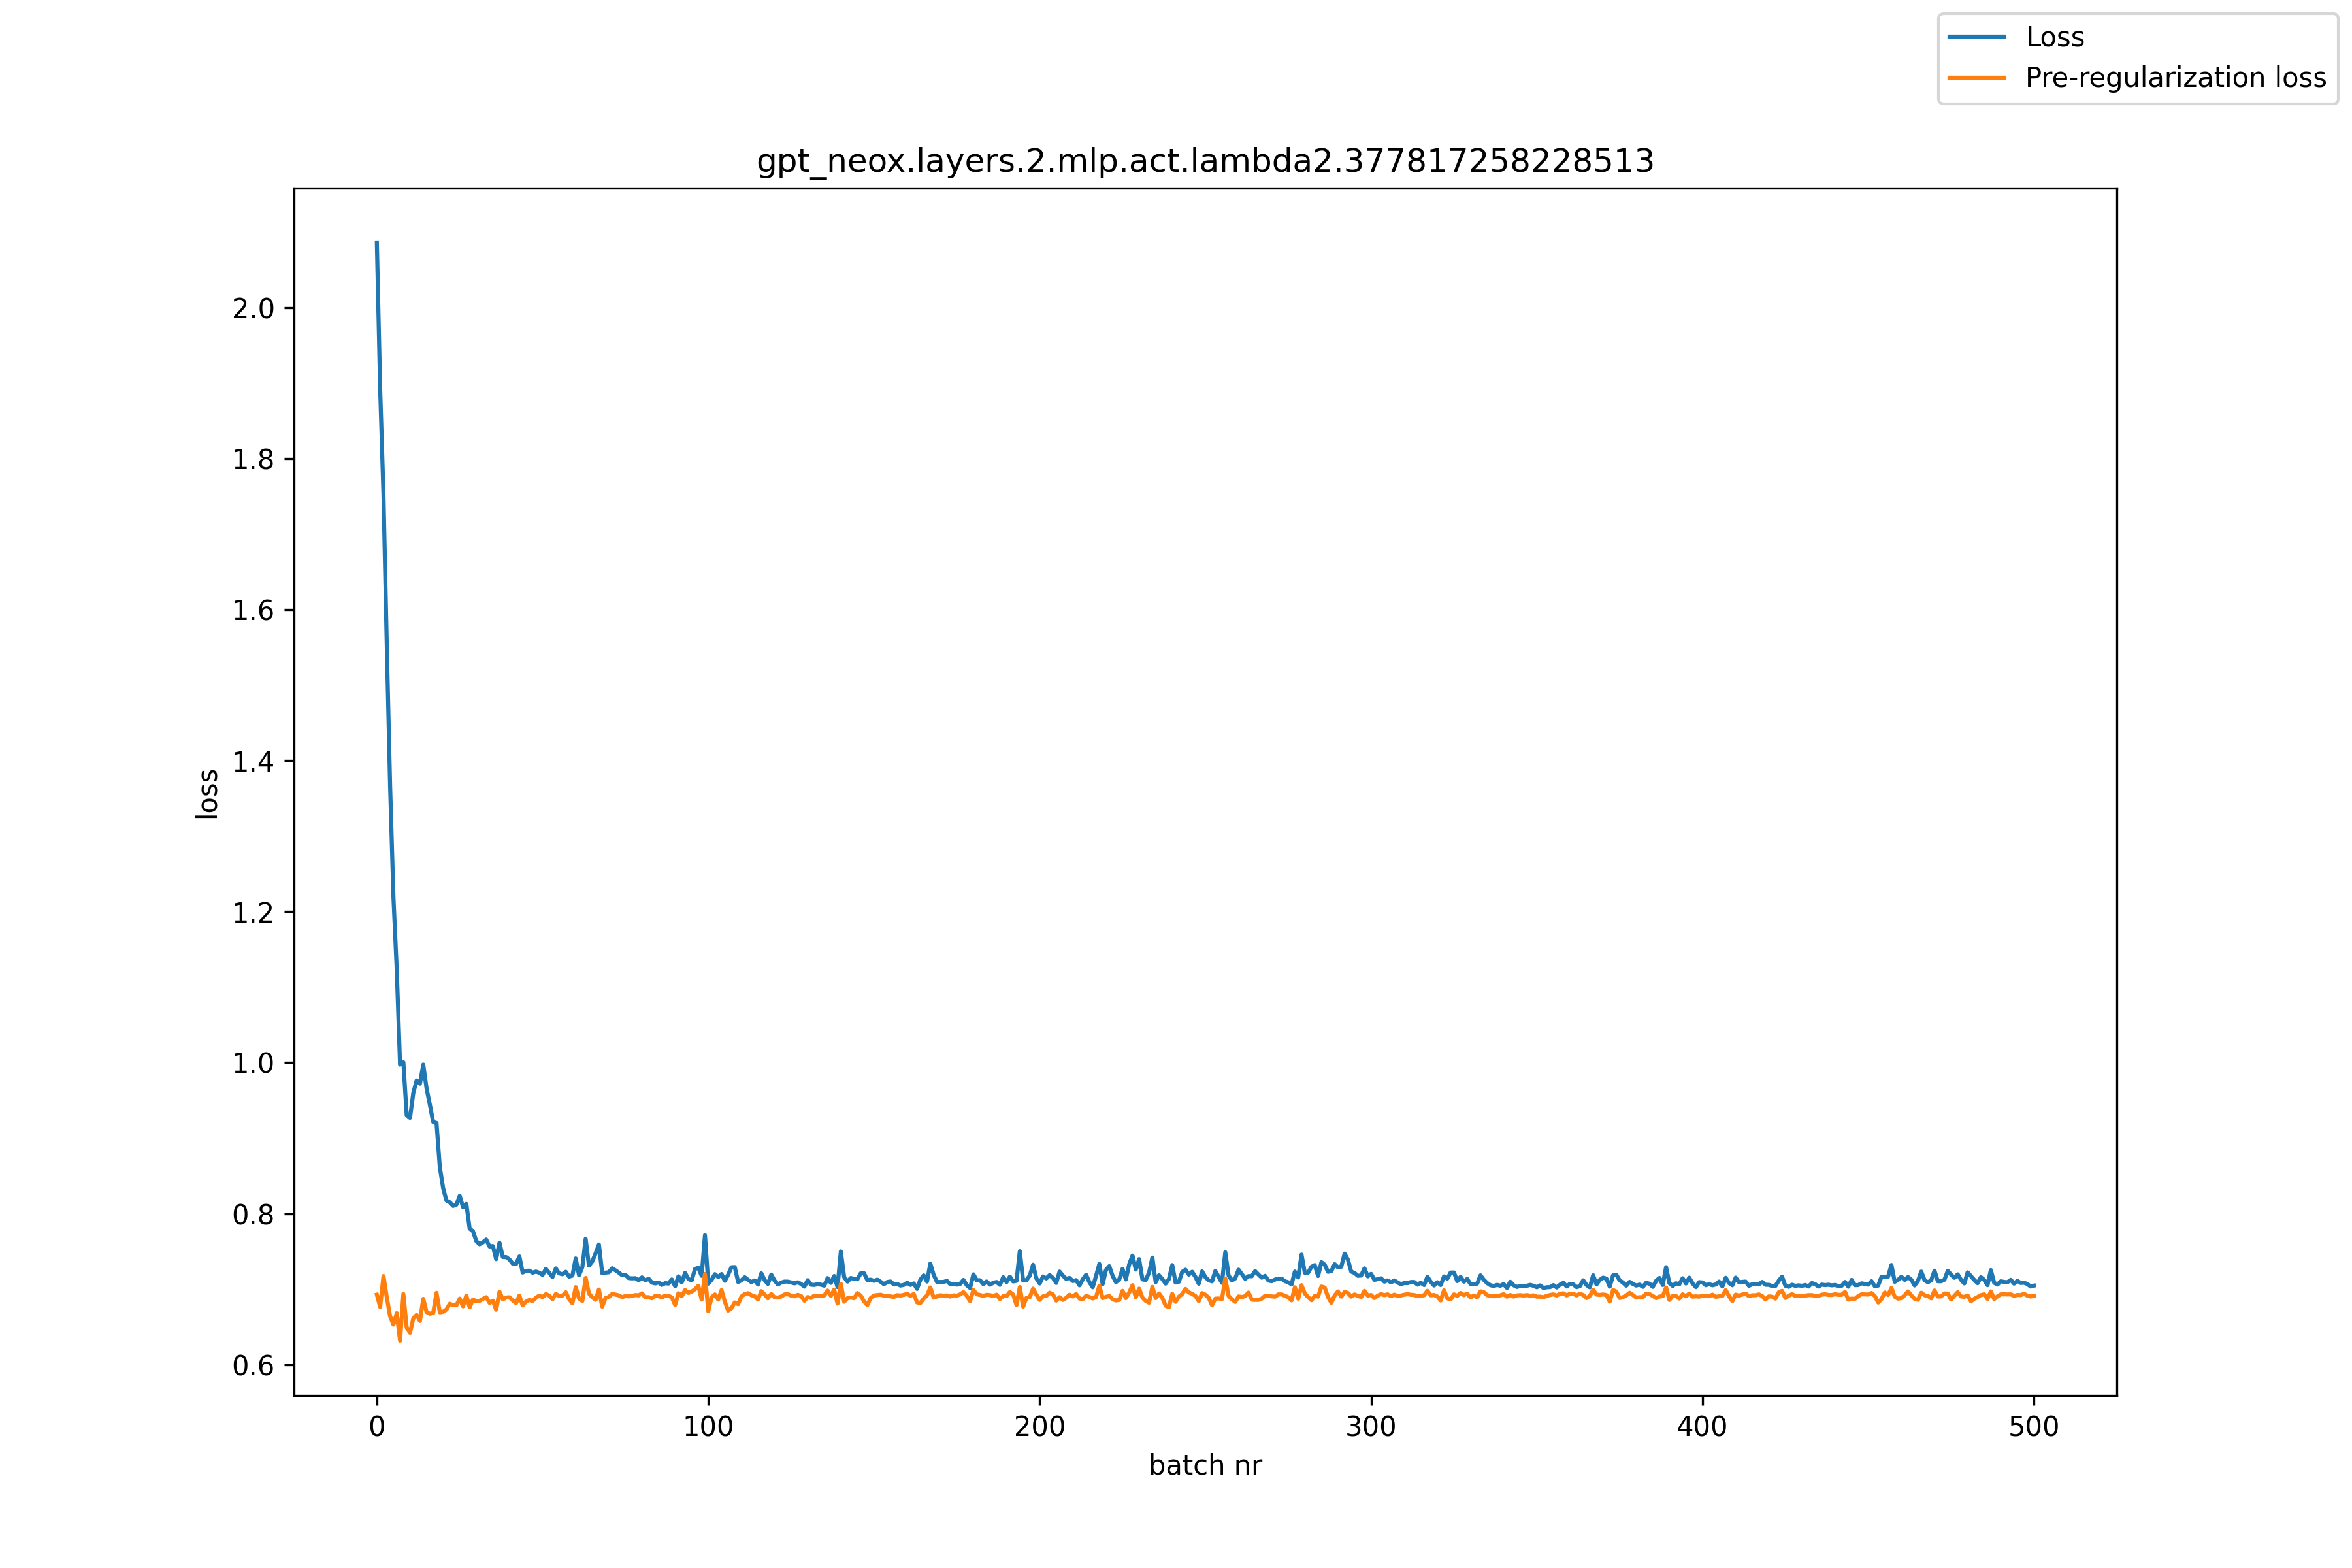 Loss
Pre-regularization loss
gpt_neox.layers.2.mlp.act.lambda2.377817258228513
2.0
1.8
1.6
1.4
1.2
1.0
0.8
0.6
loss
0 100 200 300 400 500
batch nr